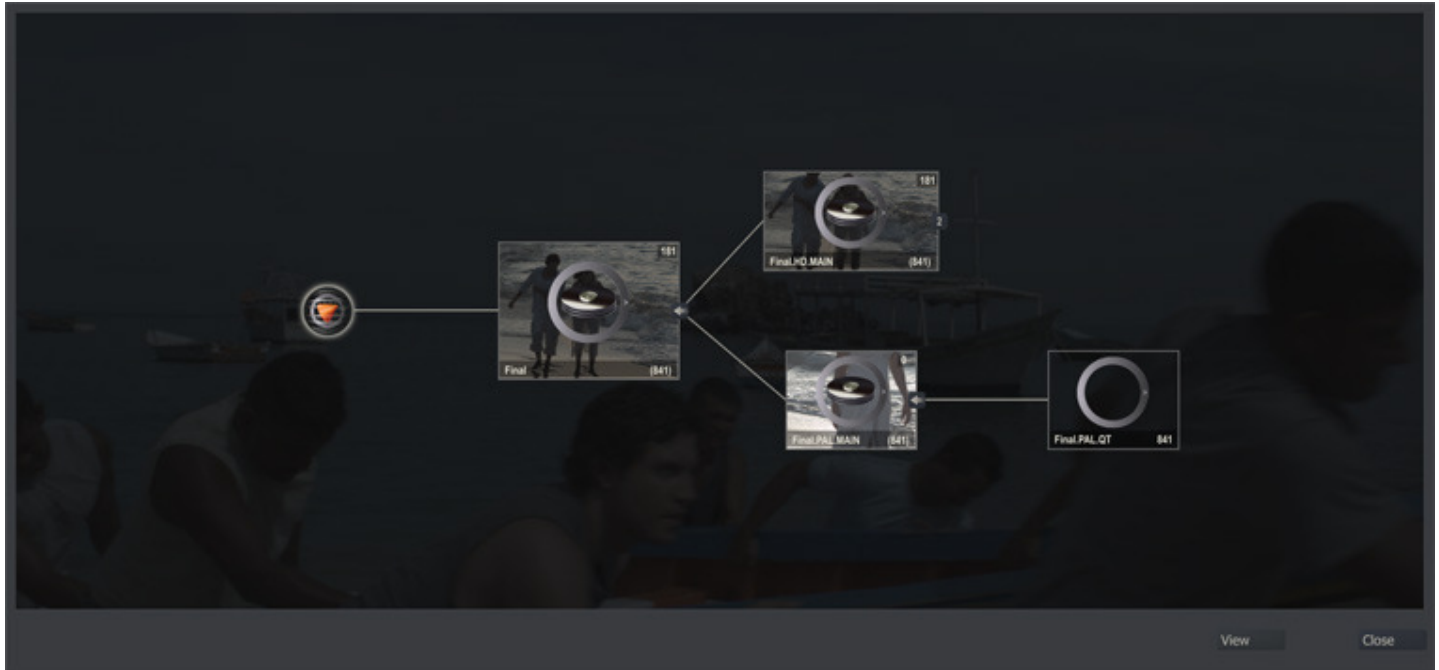 181
Final.HD.MAIN (841)
2
181
Final (841)
0
Final.PAL.MAIN (841)
Final.PAL.QT 841
View Close